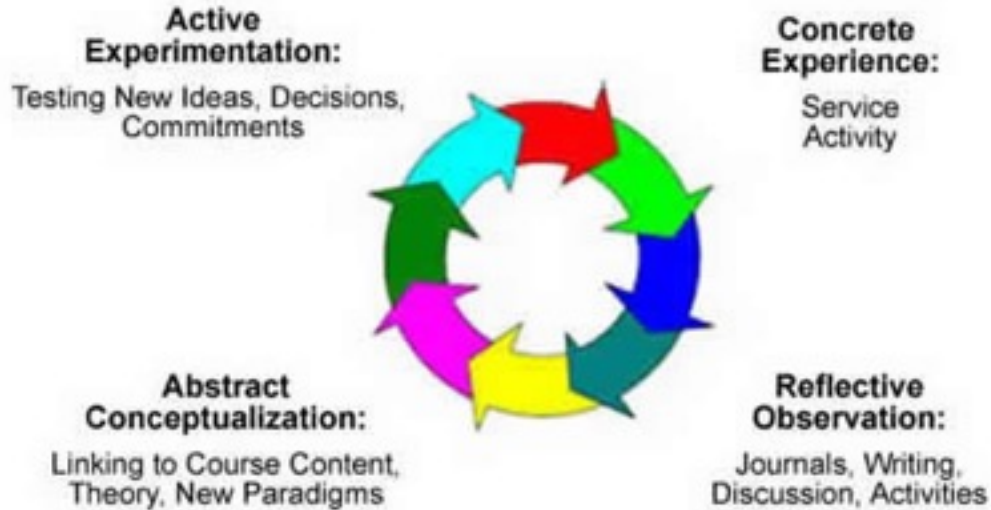 Active
Experimentation:
Testing New Ideas, Decisions,
Commitments
Concrete
Experience:
Service
Activity
Abstract
Conceptualization:
Linking to Course Content,
Theory, New Paradigms
Reflective
Observation:
Journals, Writing,
Discussion, Activities